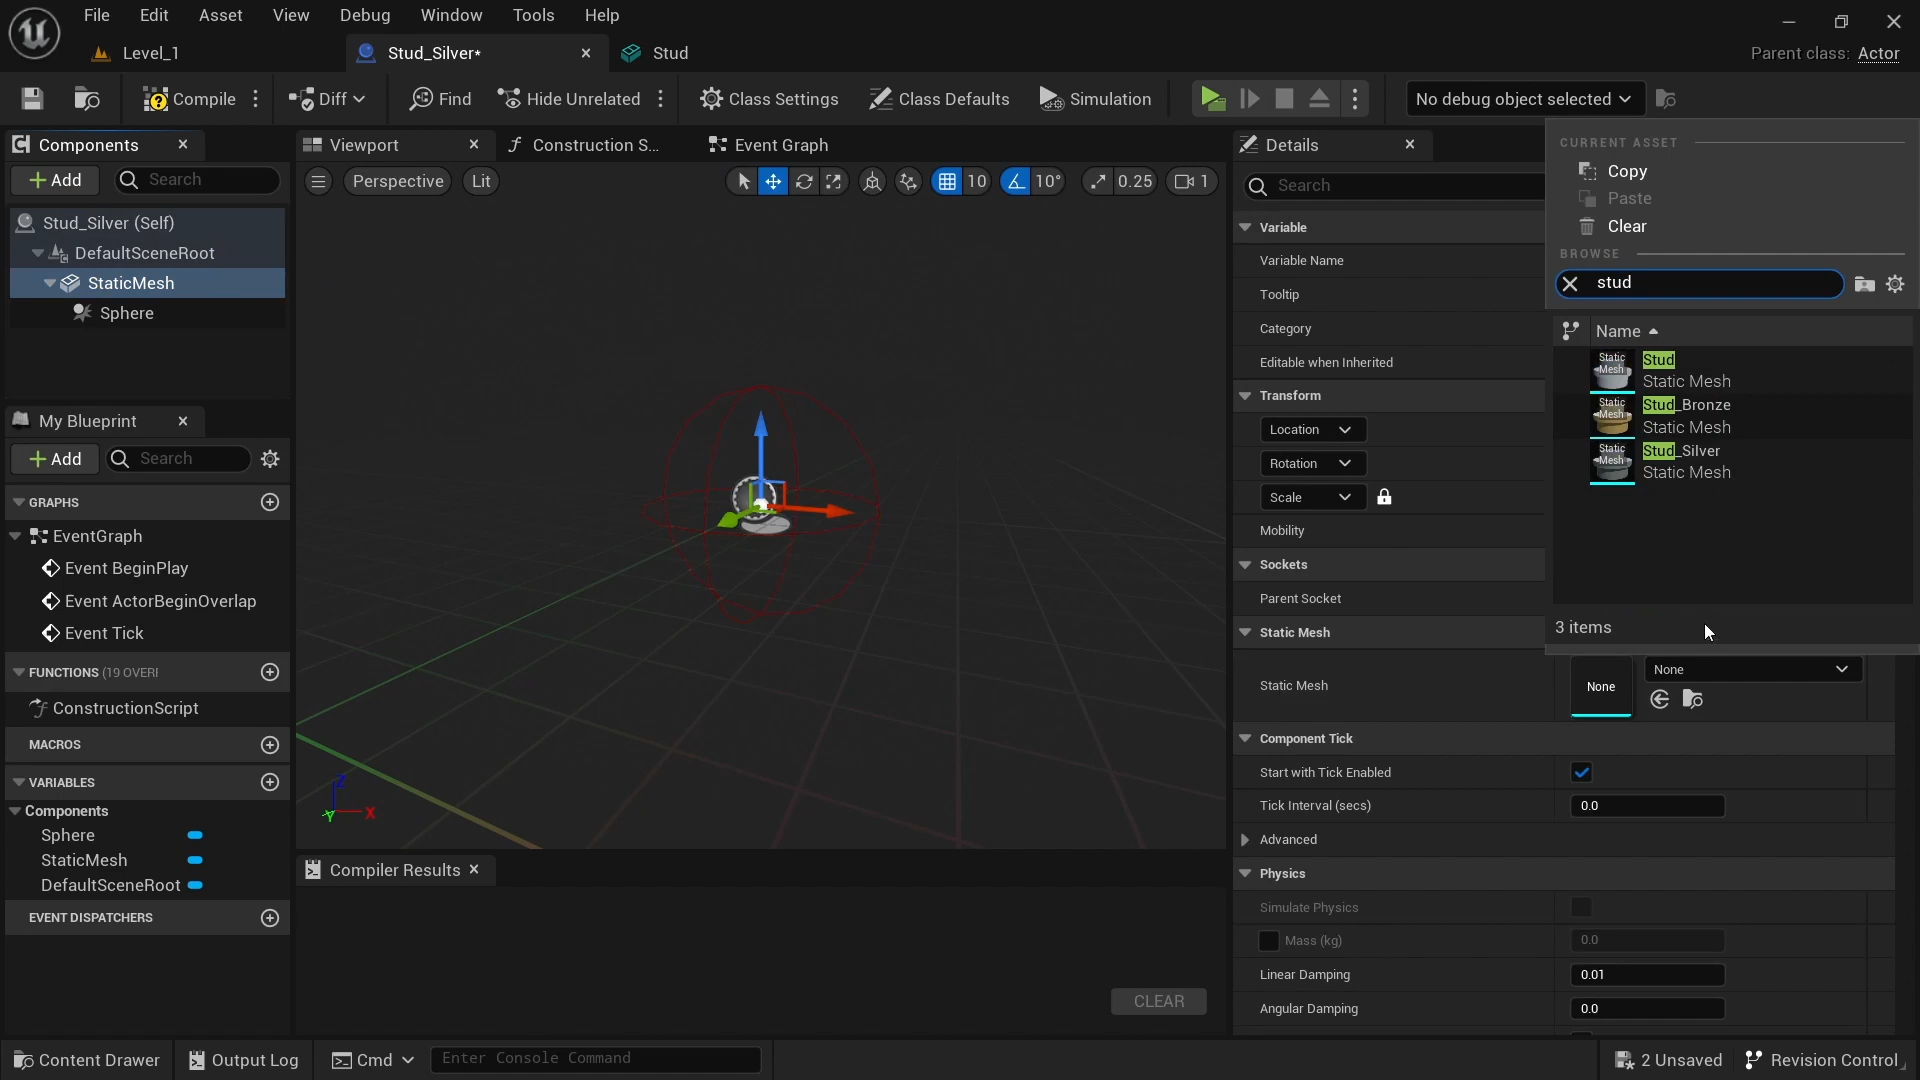 File Edit Asset View Debug Window Tools Help
Level_1
Stud_Silver*
Stud
Parent class: Actor
Compile
Diff
Find
Hide Unrelated
Class Settings
Class Defaults
Simulation
No debug object selected
Components
Add
Search
Stud_Silver (Self)
DefaultSceneRoot
StaticMesh
Sphere
My Blueprint
Add
Search
GRAPHS
EventGraph
Event BeginPlay
Event ActorBeginOverlap
Event Tick
FUNCTIONS (19 OVERI
ConstructionScript
MACROS
VARIABLES
Components
Sphere
StaticMesh
DefaultSceneRoot
EVENT DISPATCHERS
Viewport
Construction S...
Event Graph
Perspective
Lit
10
10°
0.25
1
Z
Y
X
Compiler Results
CLEAR
Details
Search
Variable
Variable Name
Tooltip
Category
Editable when Inherited
Transform
Location
Rotation
Scale
Mobility
Sockets
Parent Socket
Static Mesh
Static Mesh
None
None
Component Tick
Start with Tick Enabled
Tick Interval (secs)
0.0
Advanced
Physics
Simulate Physics
Mass (kg)
0.0
Linear Damping
0.01
Angular Damping
0.0
CURRENT ASSET
Copy
Paste
Clear
BROWSE
stud
Name
Static Mesh
Stud
Static Mesh
Static Mesh
Stud_Bronze
Static Mesh
Static Mesh
Stud_Silver
Static Mesh
3 items
Content Drawer
Output Log
Cmd
Enter Console Command
2 Unsaved
Revision Control